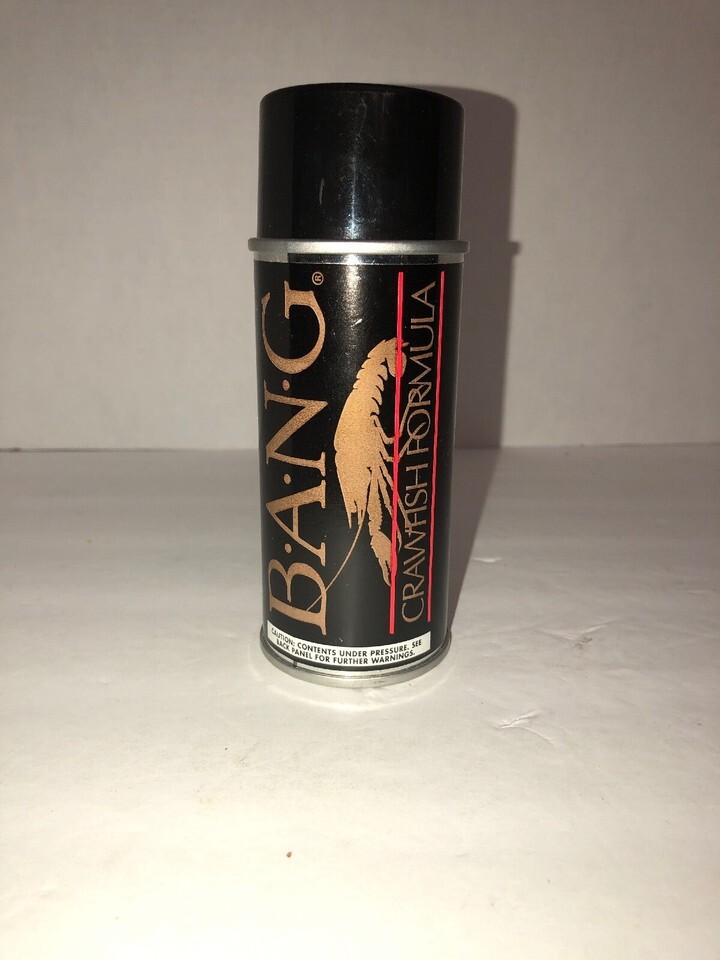 B·A·N·G®
CRAWFISH FORMULA
CAUTION: CONTENTS UNDER PRESSURE. SEE
BACK PANEL FOR FURTHER WARNINGS.